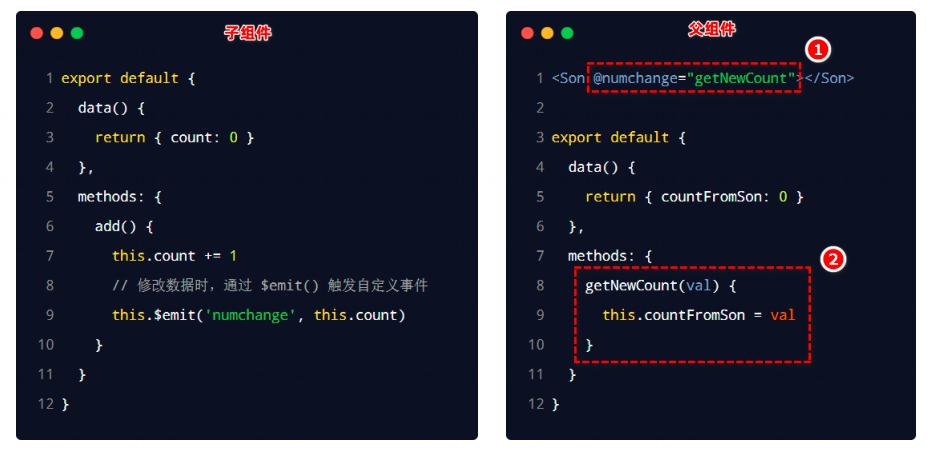 子组件
1 export default {
2 data() {
3 return { count: 0 }
4 },
5 methods: {
6 add() {
7 this.count += 1
8 // 修改数据时，通过 $emit() 触发自定义事件
9 this.$emit('numchange', this.count)
10 }
11 }
12 }
父组件
1
1 <Son @numchange="getNewCount"></Son>
2
3 export default {
4 data() {
5 return { countFromSon: 0 }
6 },
7 methods: {
2
8 getNewCount(val) {
9 this.countFromSon = val
10 }
11 }
12 }